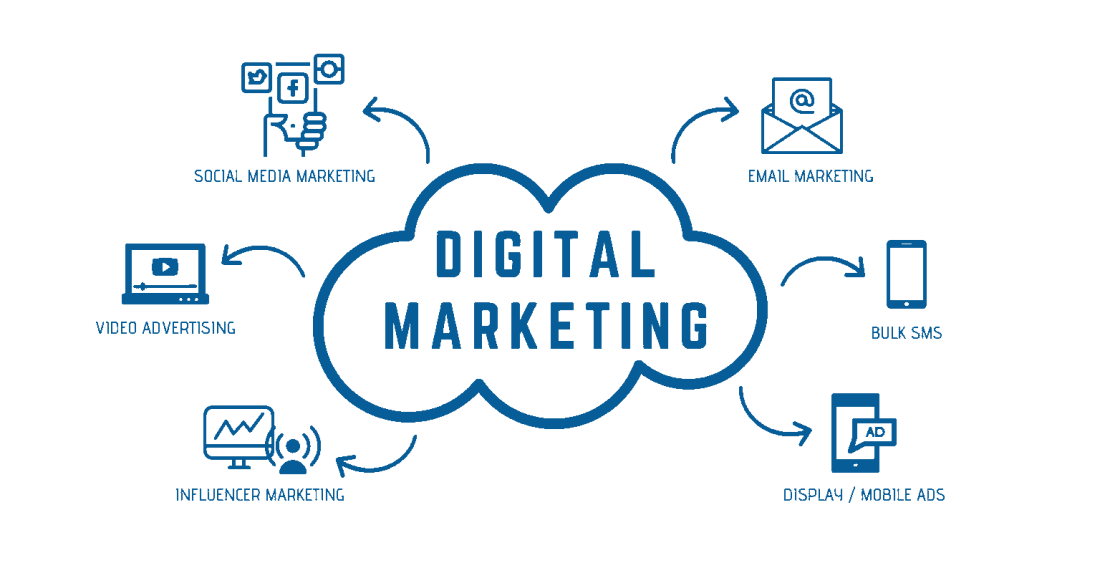 SOCIAL MEDIA MARKETING
@
EMAIL MARKETING
DIGITAL
MARKETING
VIDEO ADVERTISING
BULK SMS
INFLUENCER MARKETING
AD
DISPLAY / MOBILE ADS